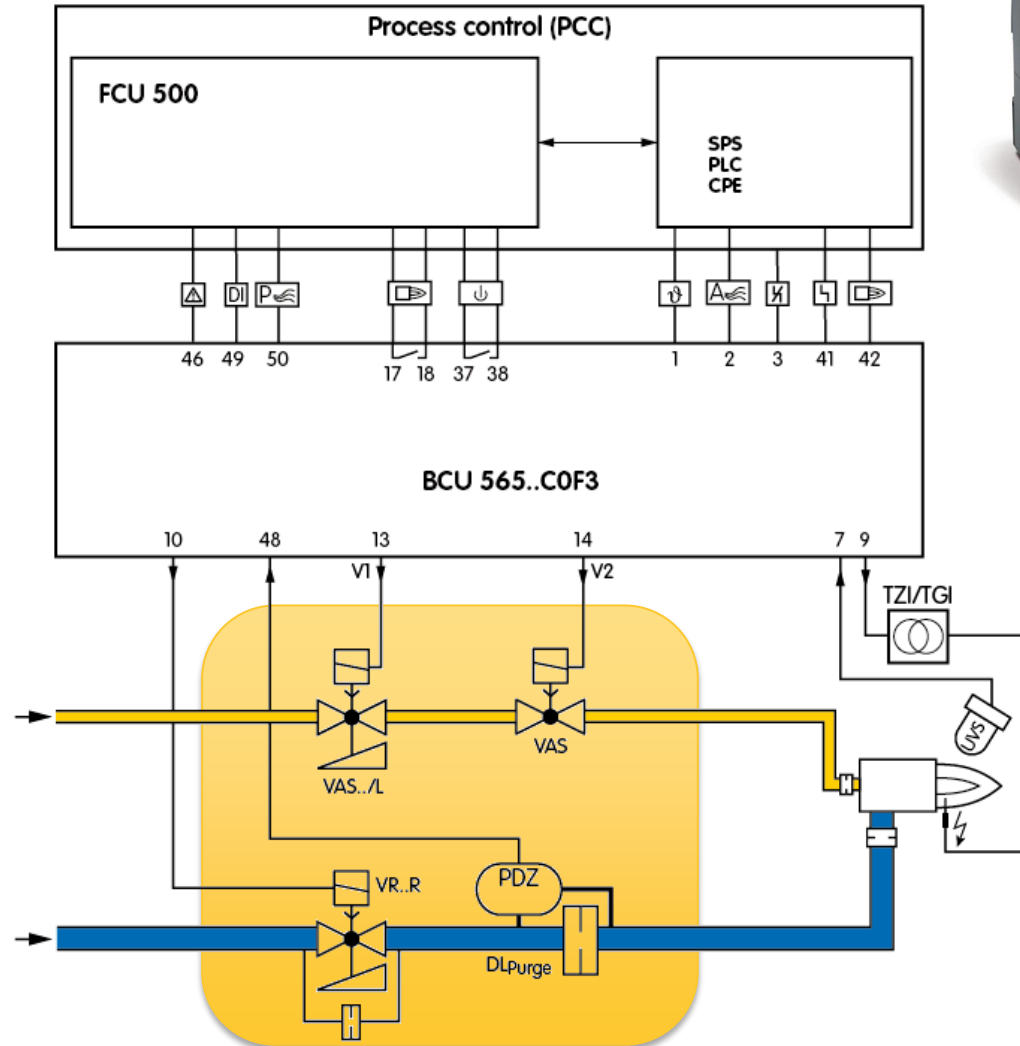 Process control (PCC)
FCU 500
SPS
PLC
CPE
DI
P
ϑ
A
46 49 50 17 18 37 38 1 2 3 41 42
BCU 565..C0F3
10 48 13 14 7 9
V1 V2
TZI/TGI
UVS
VAS
VAS../L
PDZ
VR..R
DLPurge